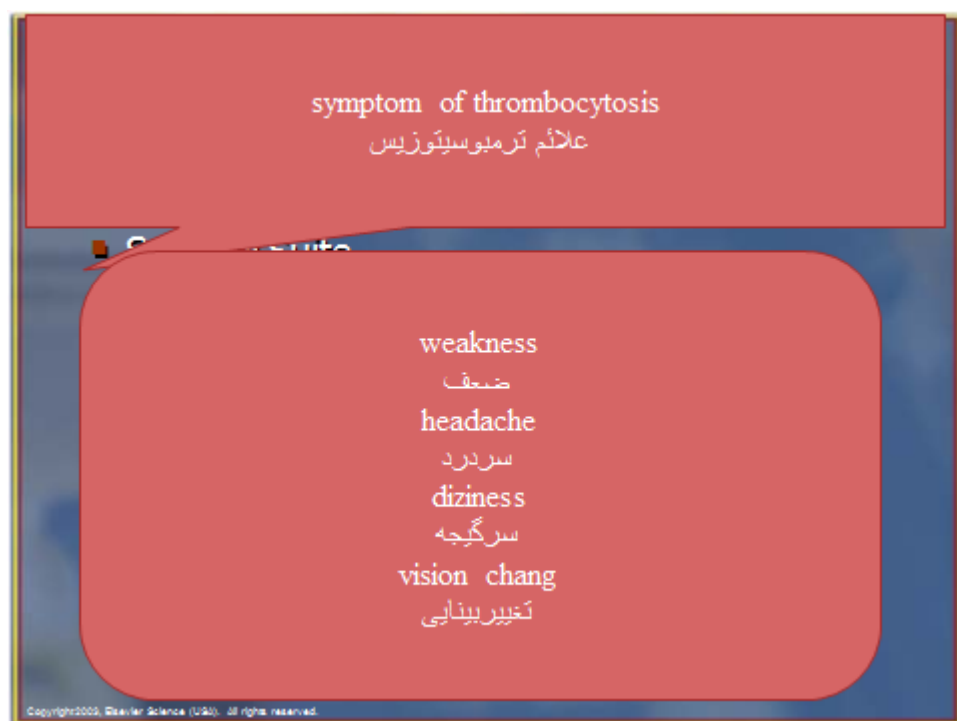 symptom of thrombocytosis
علائم ترمبوسیتوزیس
weakness
ضعف
headache
سردرد
diziness
سرگیجه
vision chang
تغییربینایی
Copyright2003, Elsevier Science (USA). All rights reserved.